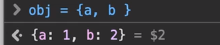 obj = {a, b }
{a: 1, b: 2} = $2